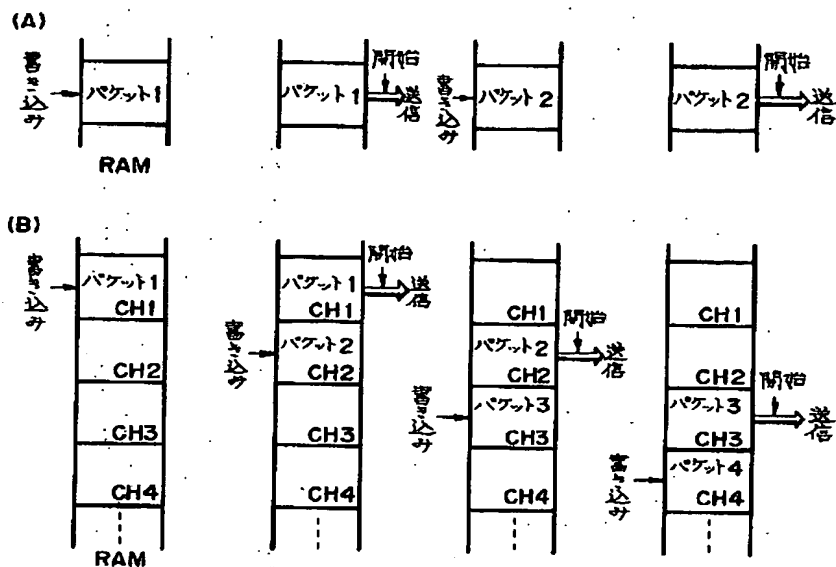 (A)
書き込み
パケット1
RAM
パケット1
開始
送信
書き込み
パケット2
パケット2
開始
送信
(B)
書き込み
パケット1
CH1
CH2
CH3
CH4
RAM
パケット1
CH1
開始
送信
書き込み
パケット2
CH2
CH3
CH4
CH1
パケット2
CH2
開始
送信
書き込み
パケット3
CH3
CH4
CH1
CH2
パケット3
CH3
開始
送信
書き込み
パケット4
CH4